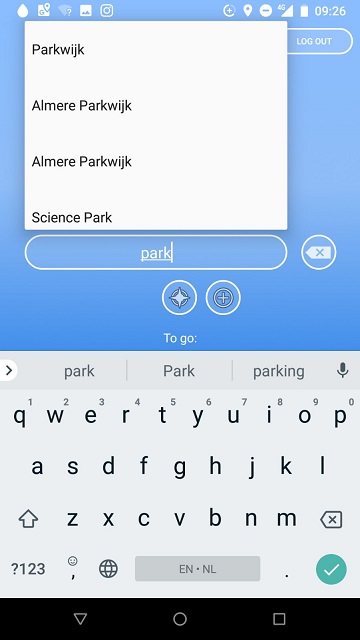 4G 09:26
LOG OUT
Parkwijk
Almere Parkwijk
Almere Parkwijk
Science Park
park
To go:
park Park parking
1 2 3 4 5 6 7 8 9 0
q w e r t y u i o p
a s d f g h j k l
z x c v b n m
?123 , EN • NL .